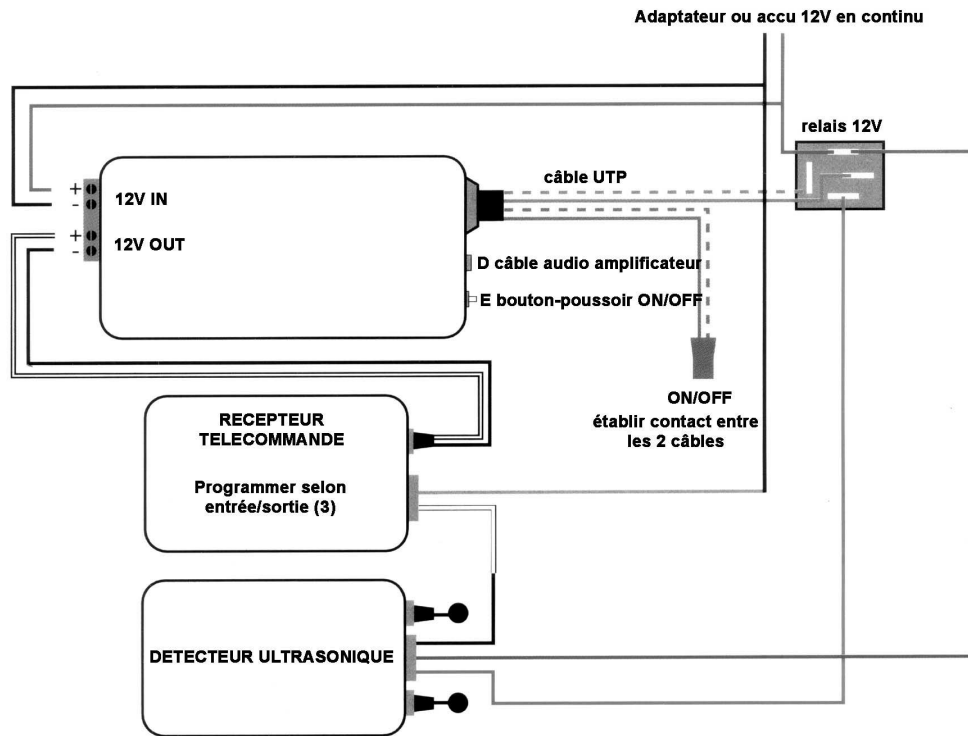 Adaptateur ou accu 12V en continu
relais 12V
câble UTP
+
-
12V IN
+
-
12V OUT
D câble audio amplificateur
E bouton-poussoir ON/OFF
ON/OFF
établir contact entre
les 2 câbles
RECEPTEUR
TELECOMMANDE
Programmer selon
entrée/sortie (3)
DETECTEUR ULTRASONIQUE